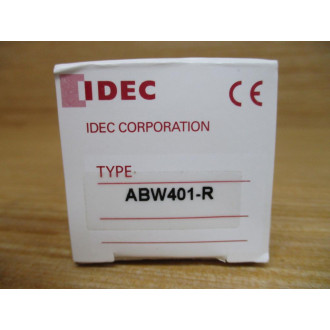 IDEC CE
IDEC CORPORATION
TYPE
ABW401-R